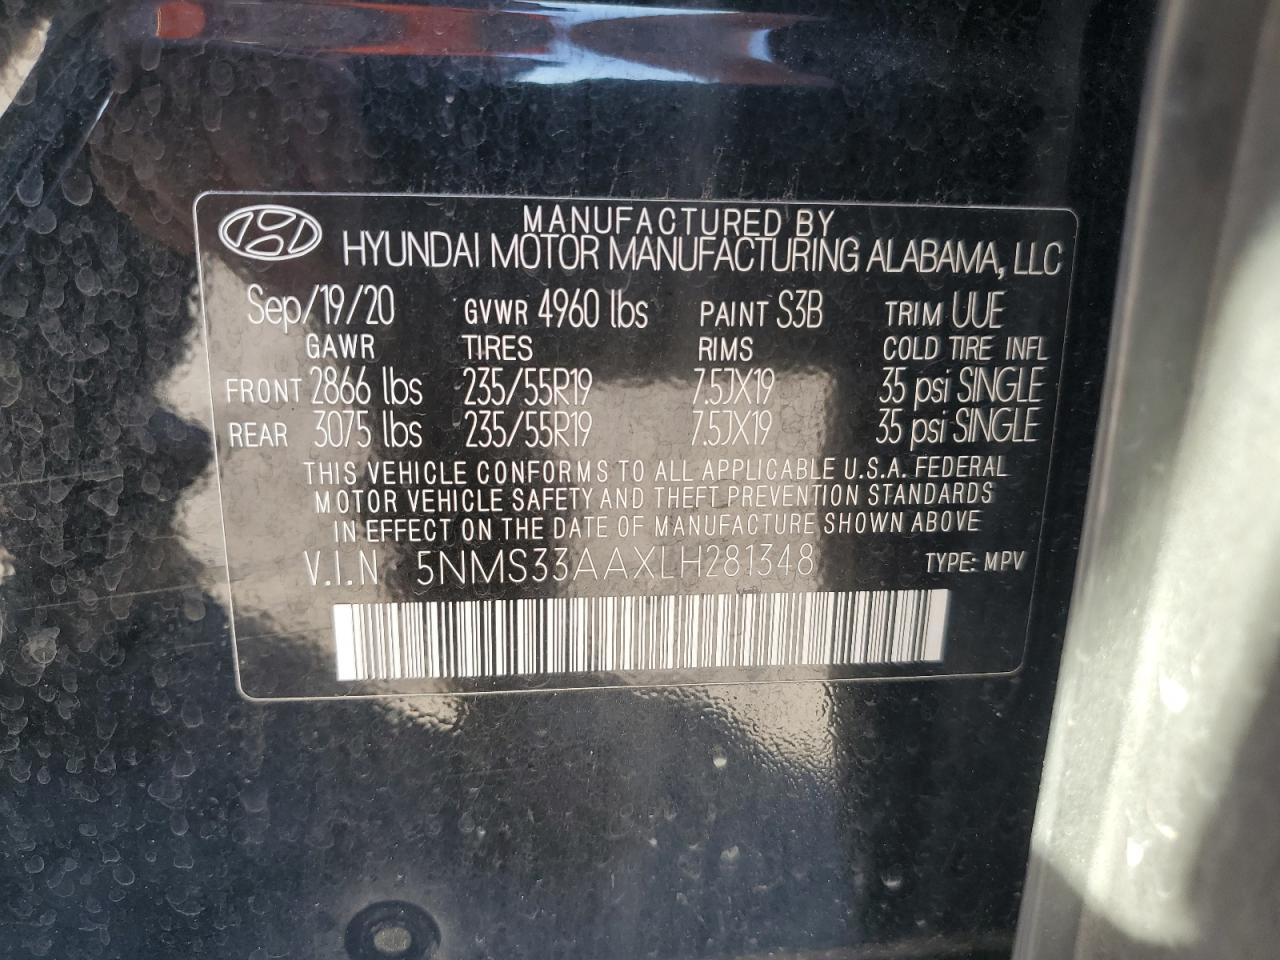 MANUFACTURED BY
HYUNDAI MOTOR MANUFACTURING ALABAMA, LLC
Sep/19/20 GVWR 4960 lbs PAINT S3B TRIM UUE
GAWR TIRES RIMS COLD TIRE INFL
FRONT 2866 lbs 235/55R19 7.5JX19 35 psi SINGLE
REAR 3075 lbs 235/55R19 7.5JX19 35 psi SINGLE
THIS VEHICLE CONFORMS TO ALL APPLICABLE U.S.A. FEDERAL
MOTOR VEHICLE SAFETY AND THEFT PREVENTION STANDARDS
IN EFFECT ON THE DATE OF MANUFACTURE SHOWN ABOVE
V.I.N 5NMS33AAXLH281348 TYPE: MPV